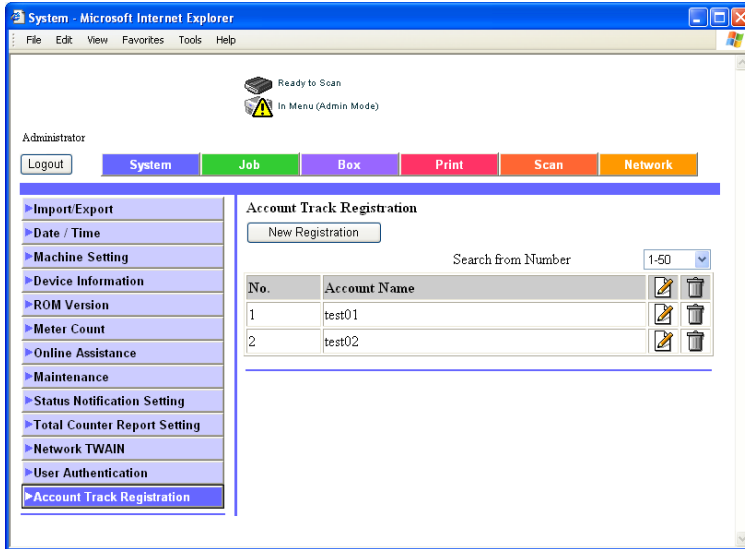 System - Microsoft Internet Explorer
File Edit View Favorites Tools Help
Ready to Scan
In Menu (Admin Mode)
Administrator
Logout System Job Box Print Scan Network
Import/Export
Date / Time
Machine Setting
Device Information
ROM Version
Meter Count
Online Assistance
Maintenance
Status Notification Setting
Total Counter Report Setting
Network TWAIN
User Authentication
Account Track Registration
Account Track Registration
New Registration
Search from Number 1-50
No. Account Name
1 test01
2 test02